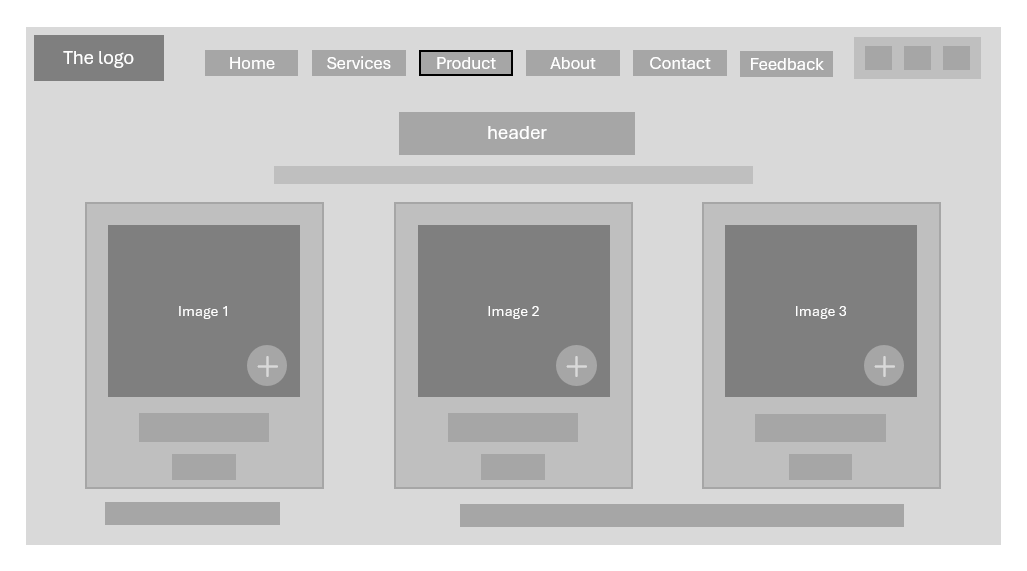 The logo
Home
Services
Product
About
Contact
Feedback
header
Image 1
Image 2
Image 3